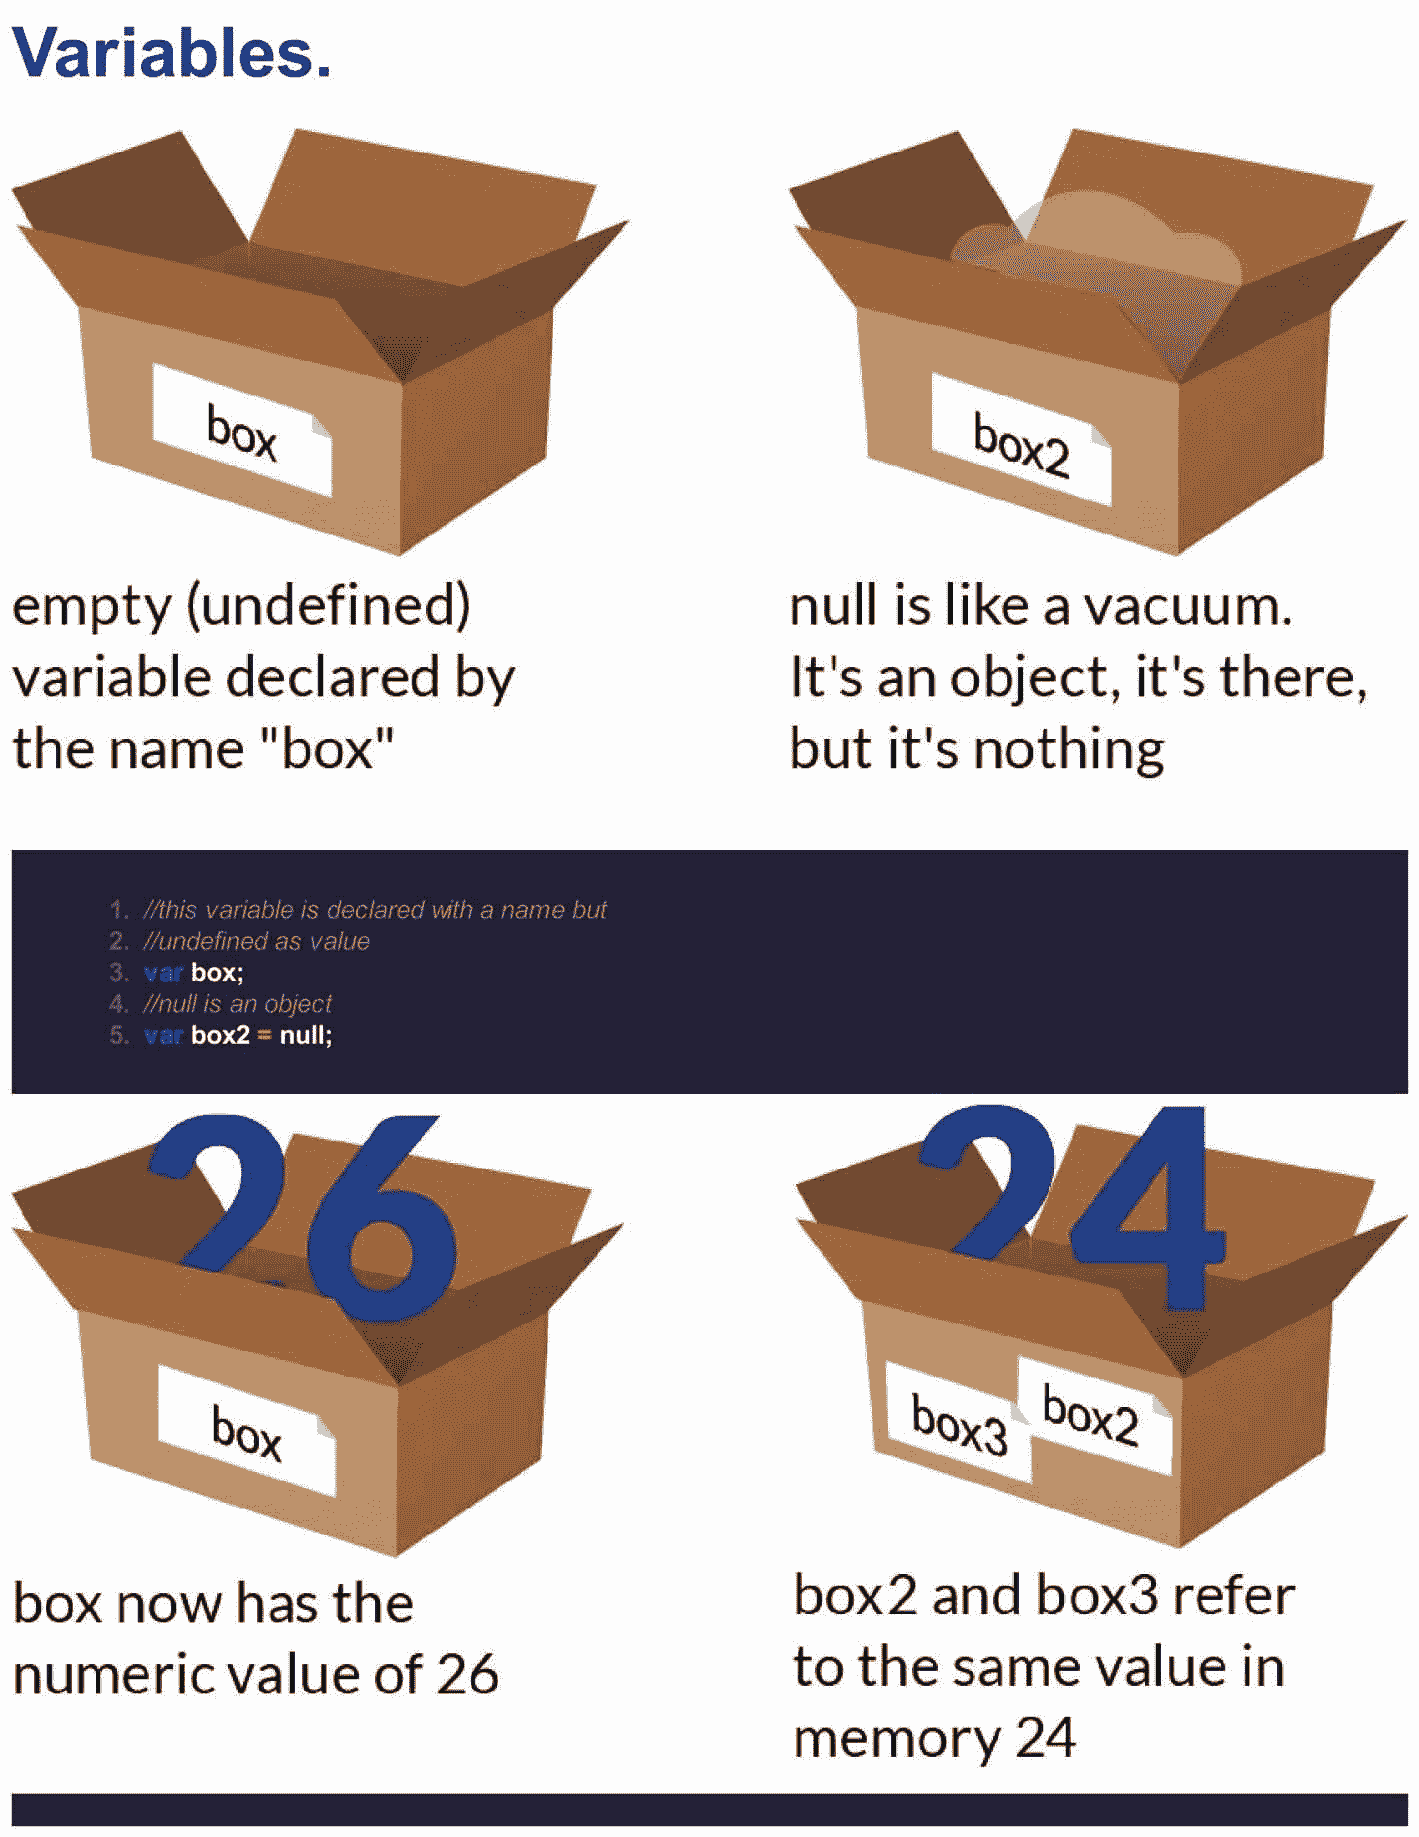 Variables.
box
box2
empty (undefined)
variable declared by
the name "box"
null is like a vacuum.
It's an object, it's there,
but it's nothing
1. //this variable is declared with a name but
2. //undefined as value
3. var box;
4. //null is an object
5. var box2 = null;
26
24
box
box3
box2
box now has the
numeric value of 26
box2 and box3 refer
to the same value in
memory 24